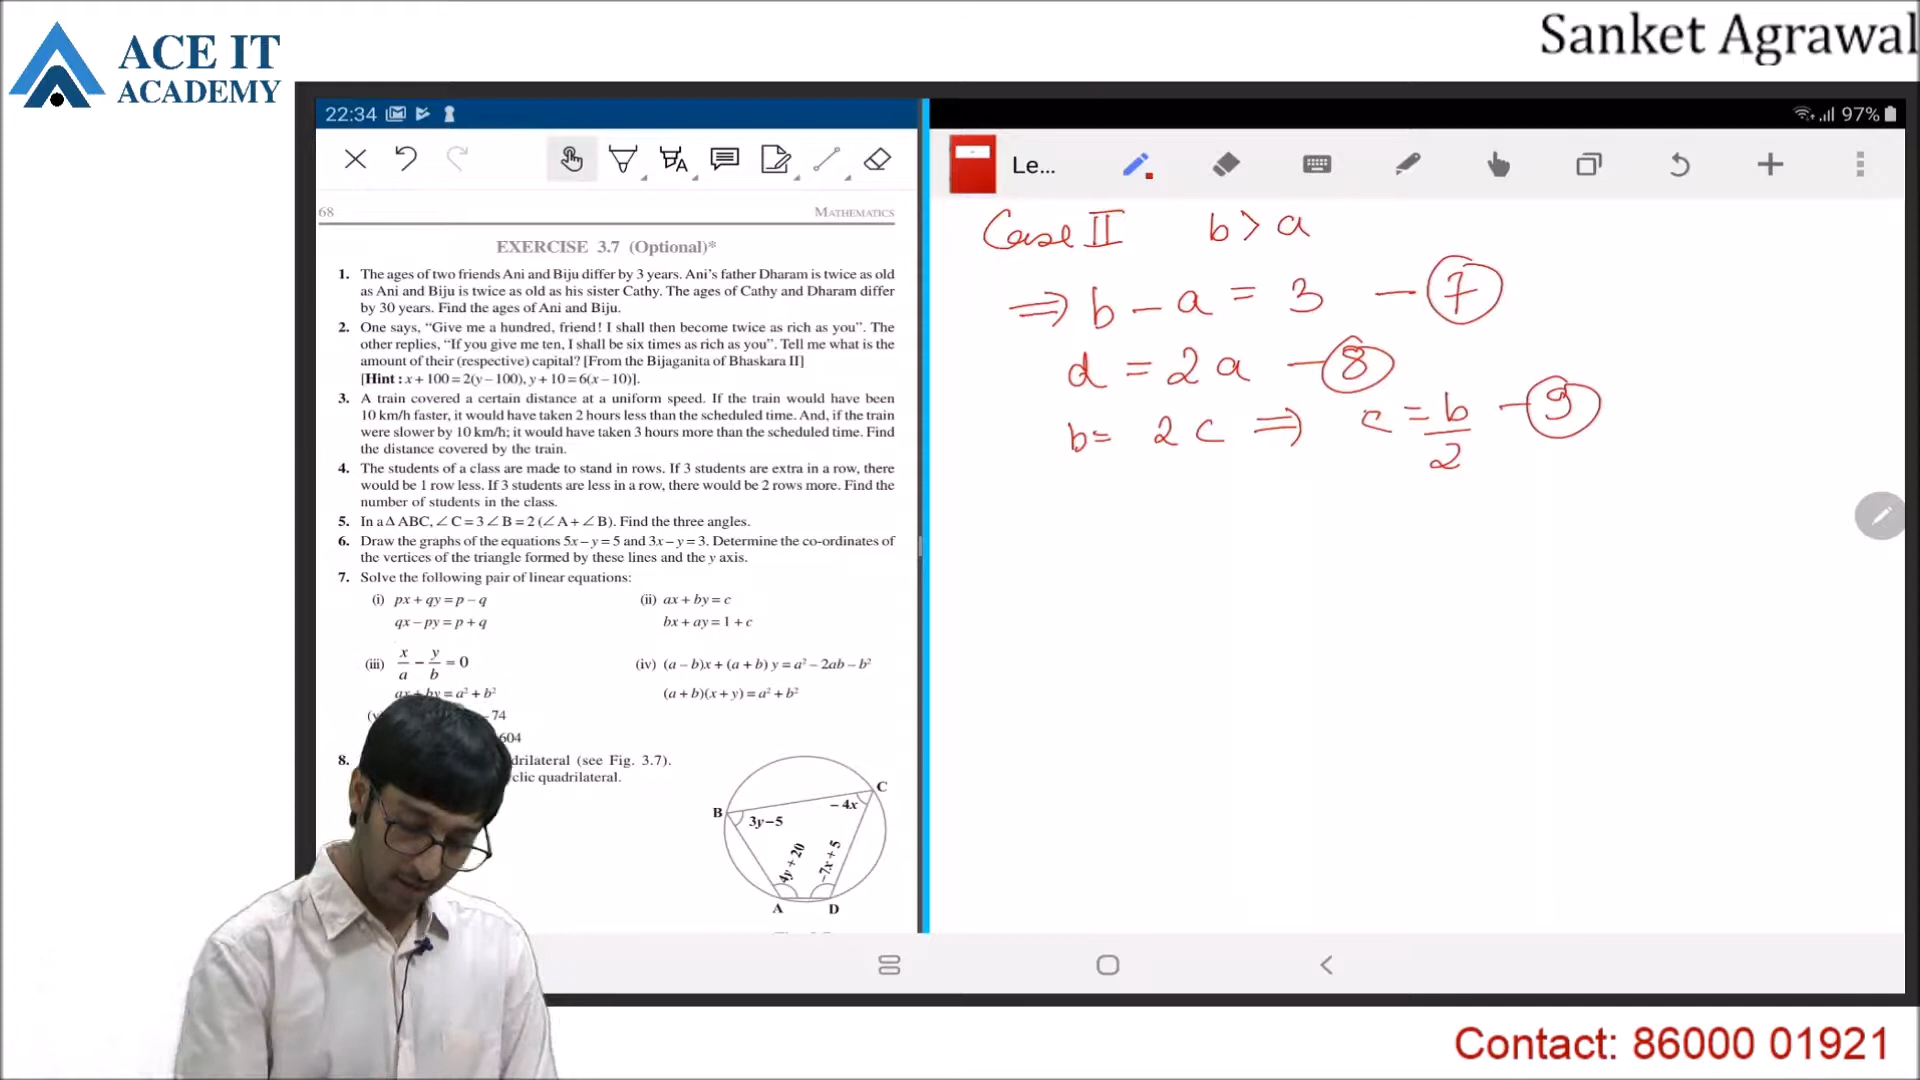 ACE IT
ACADEMY
Sanket Agrawal
22:34
97%
Le...
68
MATHEMATICS
EXERCISE 3.7 (Optional)*
1. The ages of two friends Ani and Biju differ by 3 years. Ani's father Dharam is twice as old
as Ani and Biju is twice as old as his sister Cathy. The ages of Cathy and Dharam differ
by 30 years. Find the ages of Ani and Biju.
2. One says, “Give me a hundred, friend! I shall then become twice as rich as you”. The
other replies, “If you give me ten, I shall be six times as rich as you”. Tell me what is the
amount of their (respective) capital? [From the Bijaganita of Bhaskara II]
[Hint : x + 100 = 2(y – 100), y + 10 = 6(x – 10)].
3. A train covered a certain distance at a uniform speed. If the train would have been
10 km/h faster, it would have taken 2 hours less than the scheduled time. And, if the train
were slower by 10 km/h; it would have taken 3 hours more than the scheduled time. Find
the distance covered by the train.
4. The students of a class are made to stand in rows. If 3 students are extra in a row, there
would be 1 row less. If 3 students are less in a row, there would be 2 rows more. Find the
number of students in the class.
5. In a Δ ABC, ∠ C = 3 ∠ B = 2 (∠ A + ∠ B). Find the three angles.
6. Draw the graphs of the equations 5x – y = 5 and 3x – y = 3. Determine the co-ordinates of
the vertices of the triangle formed by these lines and the y axis.
7. Solve the following pair of linear equations:
(i) px + qy = p – q
qx – py = p + q
(ii) ax + by = c
bx + ay = 1 + c
(iii) x/a – y/b = 0
ax + by = a² + b²
(iv) (a – b)x + (a + b) y = a² – 2ab – b²
(a + b)(x + y) = a² + b²
74
604
8. drilateral (see Fig. 3.7).
clic quadrilateral.
B
C
3y – 5
– 4x
4y + 20
– 7x + 5
A
D
Case II b > a
⇒ b – a = 3 – 7
d = 2a – 8
b = 2c ⇒ c = b/2 – 9
Contact: 86000 01921